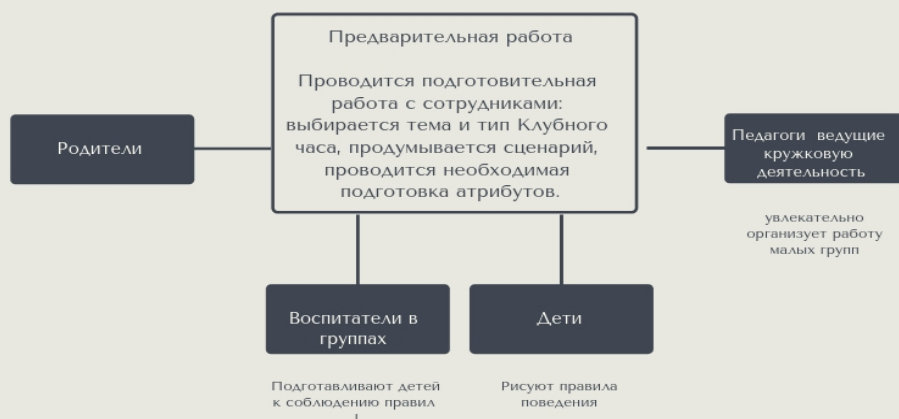 Предварительная работа
Проводится подготовительная
работа с сотрудниками:
выбирается тема и тип Клубного
часа, продумывается сценарий,
проводится необходимая
подготовка атрибутов.
Родители
Педагоги ведущие
кружковую
деятельность
увлекательно
организует работу
малых групп
Воспитатели в
группах
Дети
Подготавливают детей
к соблюдению правил
Рисуют правила
поведения